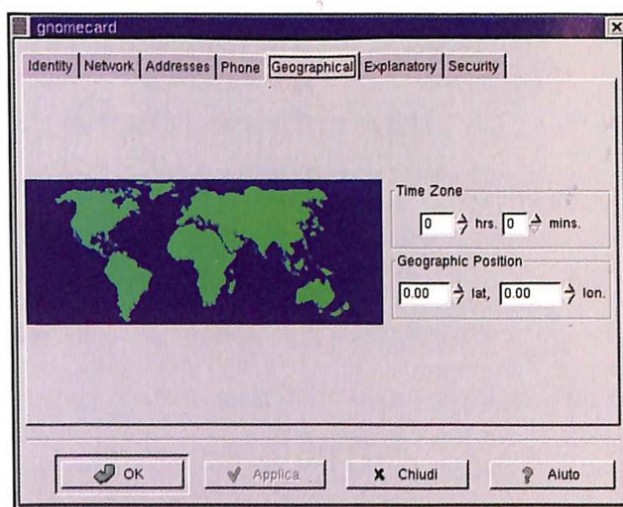 gnomecard
Identity Network Addresses Phone Geographical Explanatory Security
Time Zone
0 hrs. 0 mins.
Geographic Position
0.00 lat, 0.00 lon.
OK Applica Chiudi Aiuto